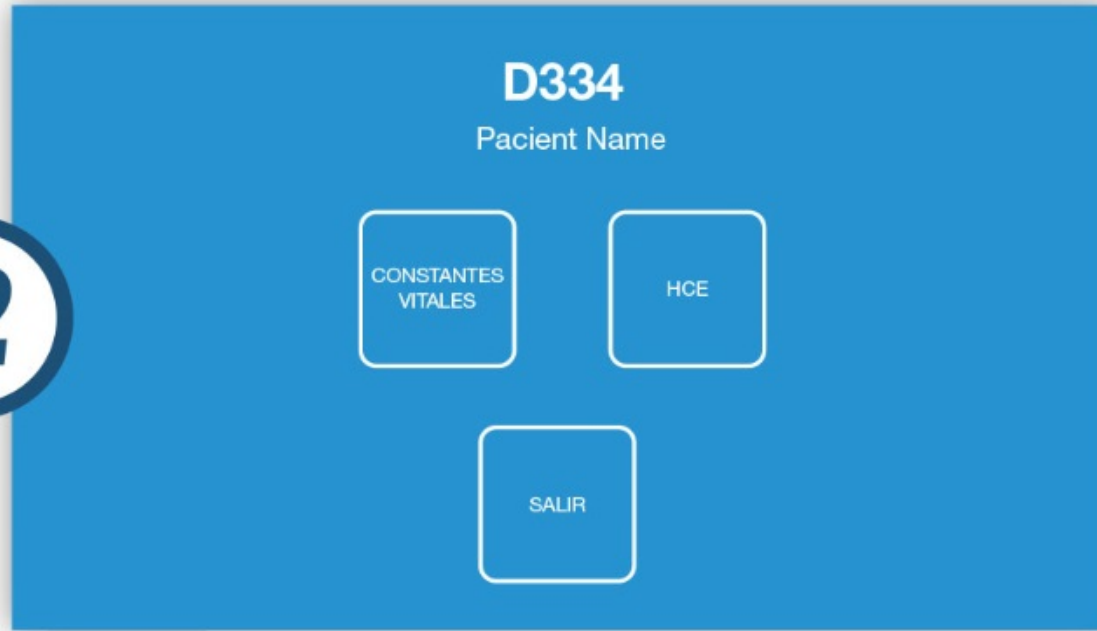 D334
Pacient Name
CONSTANTES
VITALES
HCE
SALIR